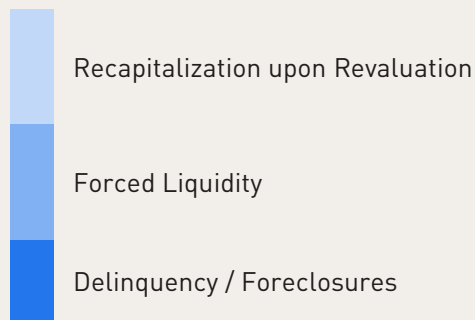 Recapitalization upon Revaluation
Forced Liquidity
Delinquency / Foreclosures